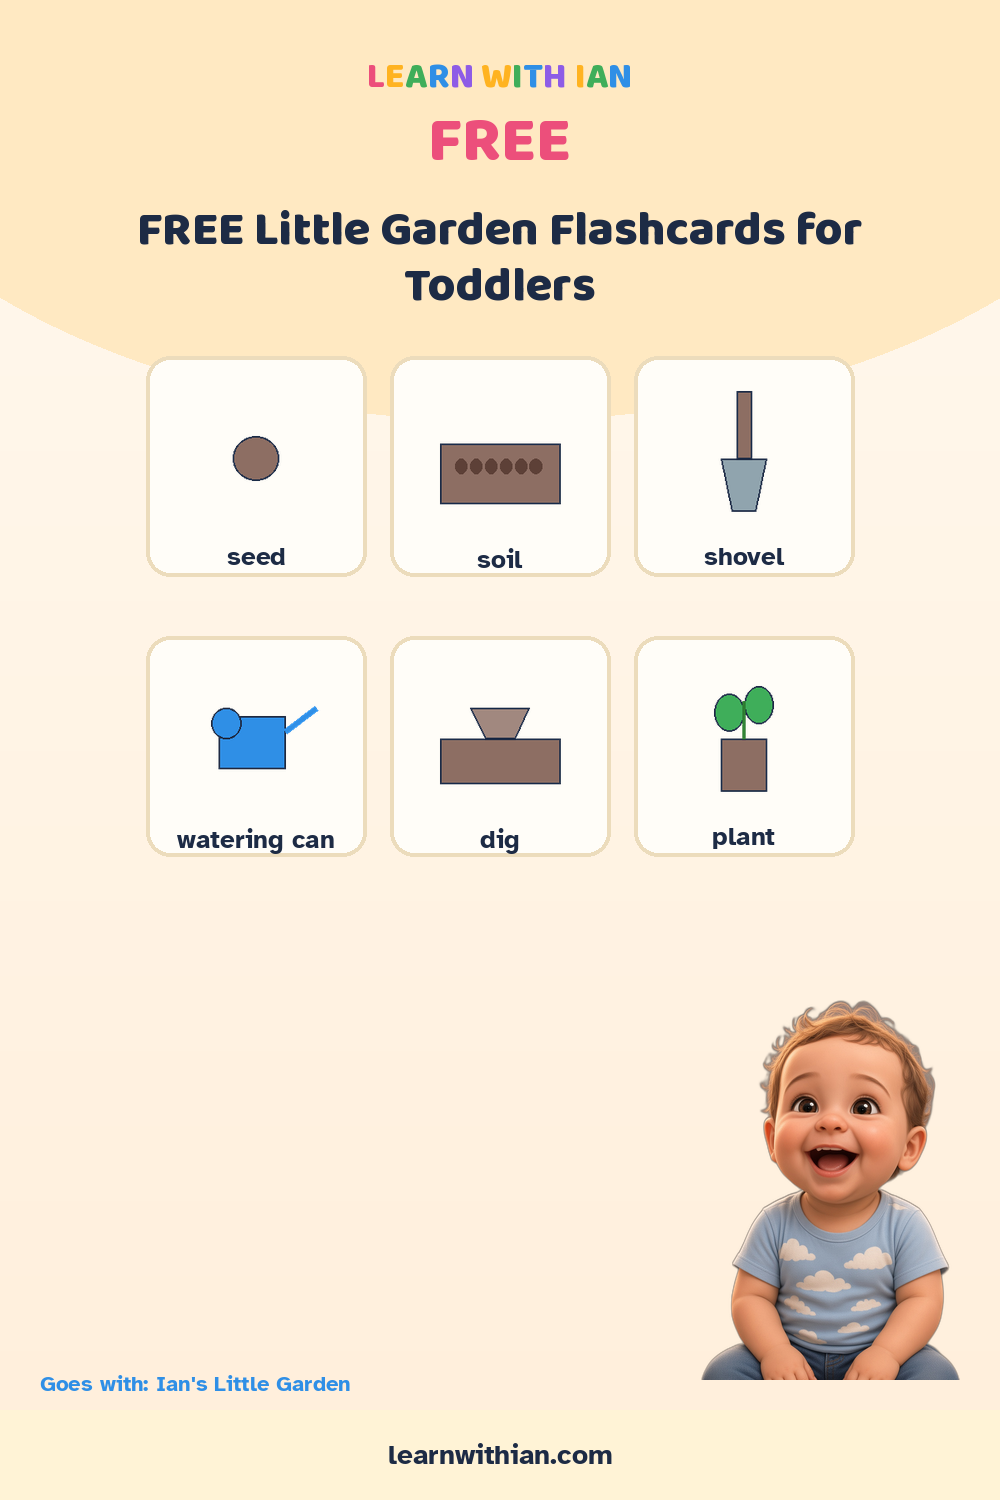 LEARN WITH IAN
FREE
FREE Little Garden Flashcards for
Toddlers
seed
soil
shovel
watering can
dig
plant
Goes with: Ian's Little Garden
learnwithian.com